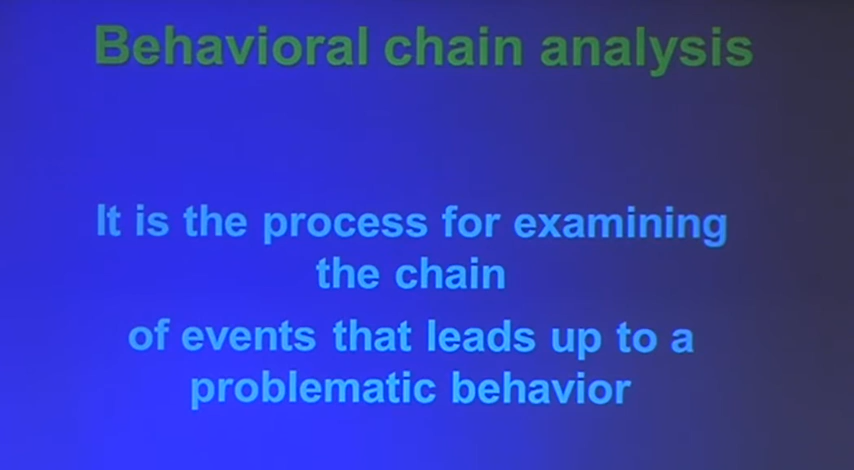 Behavioral chain analysis
It is the process for examining
the chain
of events that leads up to a
problematic behavior